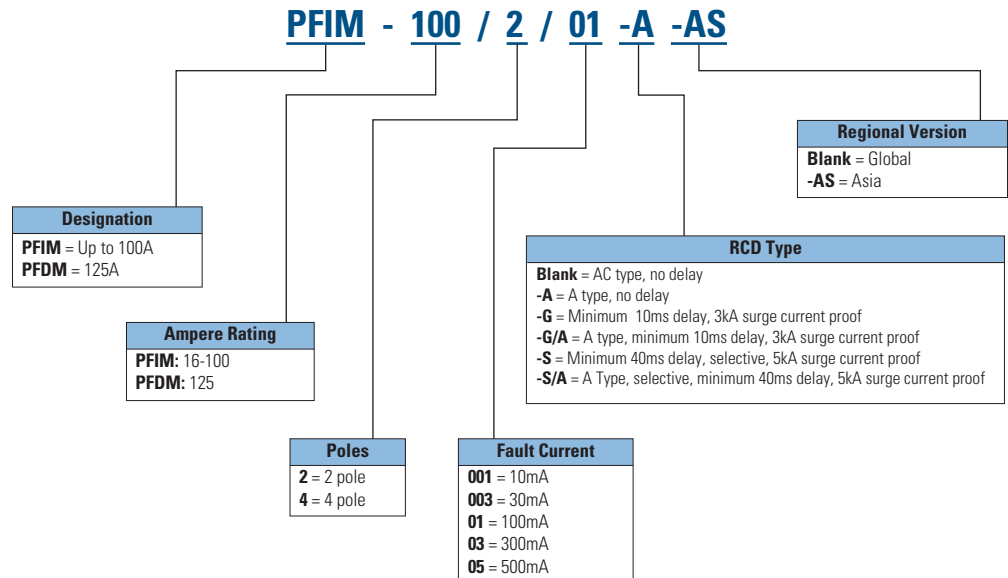 PFIM - 100 / 2 / 01 -A -AS
Regional Version
Blank = Global
-AS = Asia
Designation
PFIM = Up to 100A
PFDM = 125A
RCD Type
Blank = AC type, no delay
-A = A type, no delay
-G = Minimum 10ms delay, 3kA surge current proof
-G/A = A type, minimum 10ms delay, 3kA surge current proof
-S = Minimum 40ms delay, selective, 5kA surge current proof
-S/A = A Type, selective, minimum 40ms delay, 5kA surge current proof
Ampere Rating
PFIM: 16-100
PFDM: 125
Poles
2 = 2 pole
4 = 4 pole
Fault Current
001 = 10mA
003 = 30mA
01 = 100mA
03 = 300mA
05 = 500mA